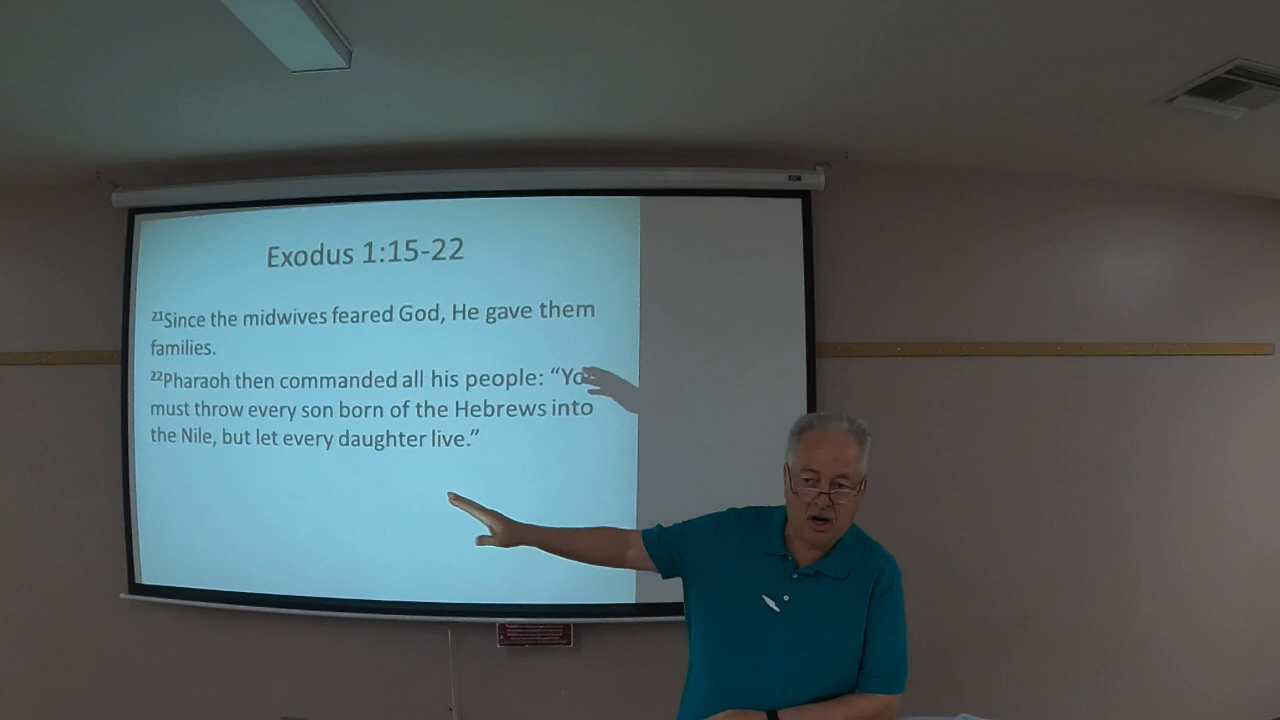 Exodus 1:15-22
²¹Since the midwives feared God, He gave them
families.
²²Pharaoh then commanded all his people: “Yo
must throw every son born of the Hebrews into
the Nile, but let every daughter live.”